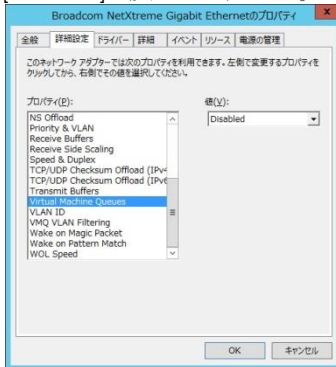 Broadcom NetXtreme Gigabit Ethernetのプロパティ
x
全般 詳細設定 ドライバー 詳細 イベント リソース 電源の管理
このネットワーク アダプターでは次のプロパティを利用できます。左側で変更するプロパティを
クリックしてから、右側でその値を選択してください。
プロパティ(P): 値(V):
NS Offload Disabled
Priority & VLAN
Receive Buffers
Receive Side Scaling
Speed & Duplex
TCP/UDP Checksum Offload (IPv4
TCP/UDP Checksum Offload (IPv6
Transmit Buffers
Virtual Machine Queues
VLAN ID
VMQ VLAN Filtering
Wake on Magic Packet
Wake on Pattern Match
WOL Speed
OK キャンセル